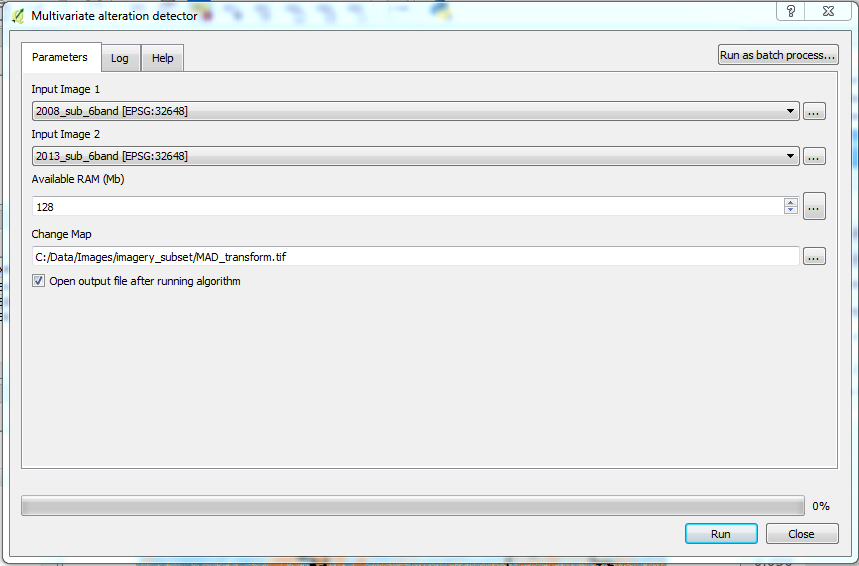 Multivariate alteration detector
Parameters
Log
Help
Run as batch process...
Input Image 1
2008_sub_6band [EPSG:32648]
...
Input Image 2
2013_sub_6band [EPSG:32648]
...
Available RAM (Mb)
128
...
Change Map
C:/Data/Images/imagery_subset/MAD_transform.tif
...
Open output file after running algorithm
0%
Run
Close